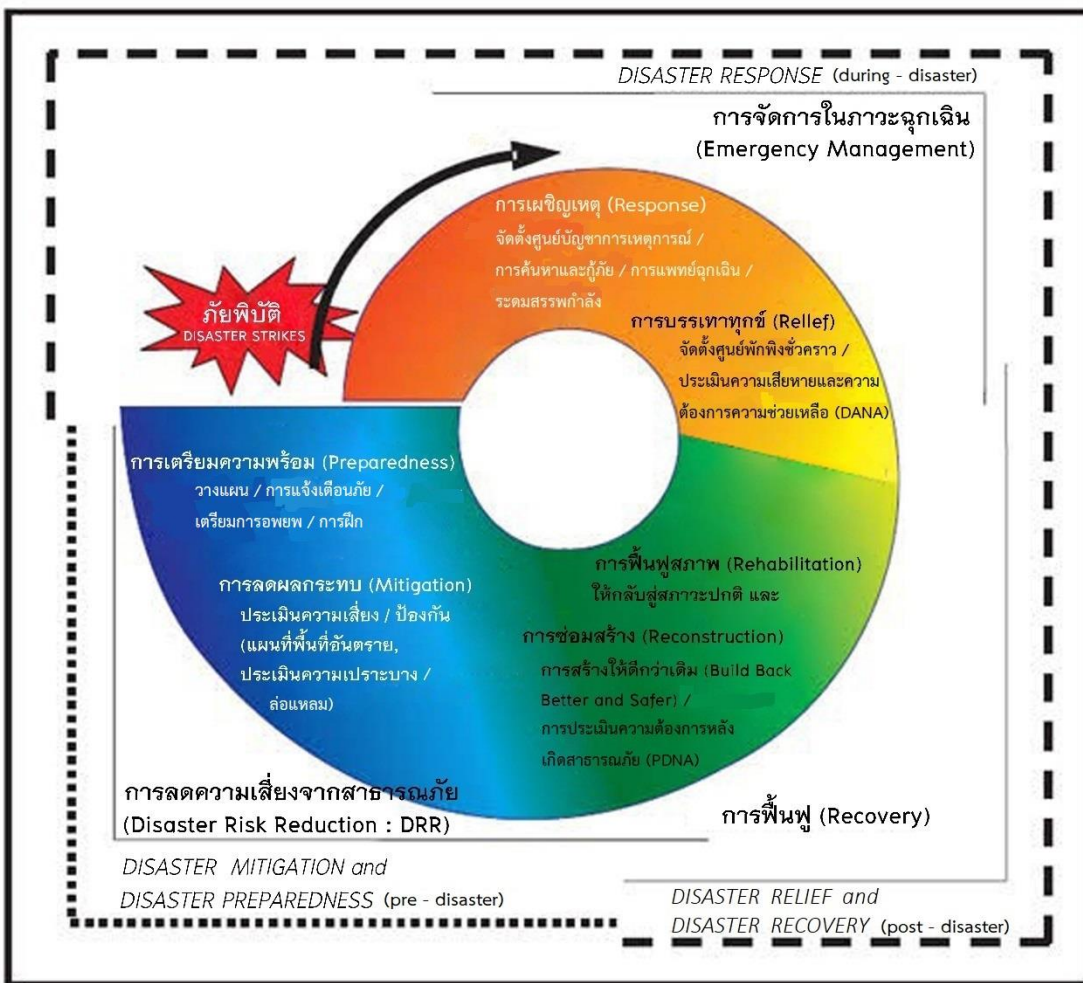 DISASTER RESPONSE (during - disaster)
การจัดการในภาวะฉุกเฉิน
(Emergency Management)
การเผชิญเหตุ (Response)
จัดตั้งศูนย์บัญชาการเหตุการณ์ /
การค้นหาและกู้ภัย / การแพทย์ฉุกเฉิน /
ระดมสรรพกำลัง
ภัยพิบัติ
DISASTER STRIKES
การบรรเทาทุกข์ (Rellef)
จัดตั้งศูนย์พักพิงชั่วคราว /
ประเมินความเสียหายและความ
ต้องการความช่วยเหลือ (DANA)
การเตรียมความพร้อม (Preparedness)
วางแผน / การแจ้งเตือนภัย /
เตรียมการอพยพ / การฝึก
การลดผลกระทบ (Mitigation)
ประเมินความเสี่ยง / ป้องกัน
(แผนที่พื้นที่อันตราย,
ประเมินความเปราะบาง /
ล่อแหลม)
การฟื้นฟูสภาพ (Rehabilitation)
ให้กลับสู่สภาวะปกติ และ
การซ่อมสร้าง (Reconstruction)
การสร้างให้ดีกว่าเดิม (Build Back
Better and Safer) /
การประเมินความต้องการหลัง
เกิดสาธารณภัย (PDNA)
การลดความเสี่ยงจากสาธารณภัย
(Disaster Risk Reduction : DRR)
การฟื้นฟู (Recovery)
DISASTER MITIGATION and
DISASTER PREPAREDNESS (pre - disaster)
DISASTER RELIEF and
DISASTER RECOVERY (post - disaster)